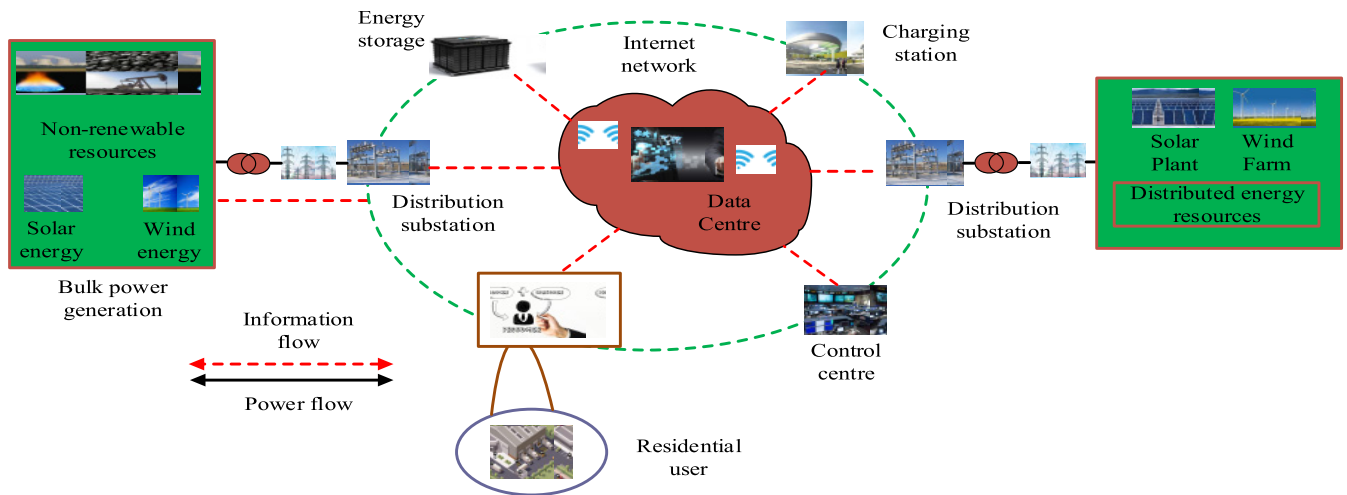 Energy
storage
Internet
network
Charging
station
Non-renewable
resources
Solar
energy
Wind
energy
Bulk power
generation
Distribution
substation
Data
Centre
Distribution
substation
Solar
Plant
Wind
Farm
Distributed energy
resources
Information
flow
Power flow
Control
centre
Residential
user